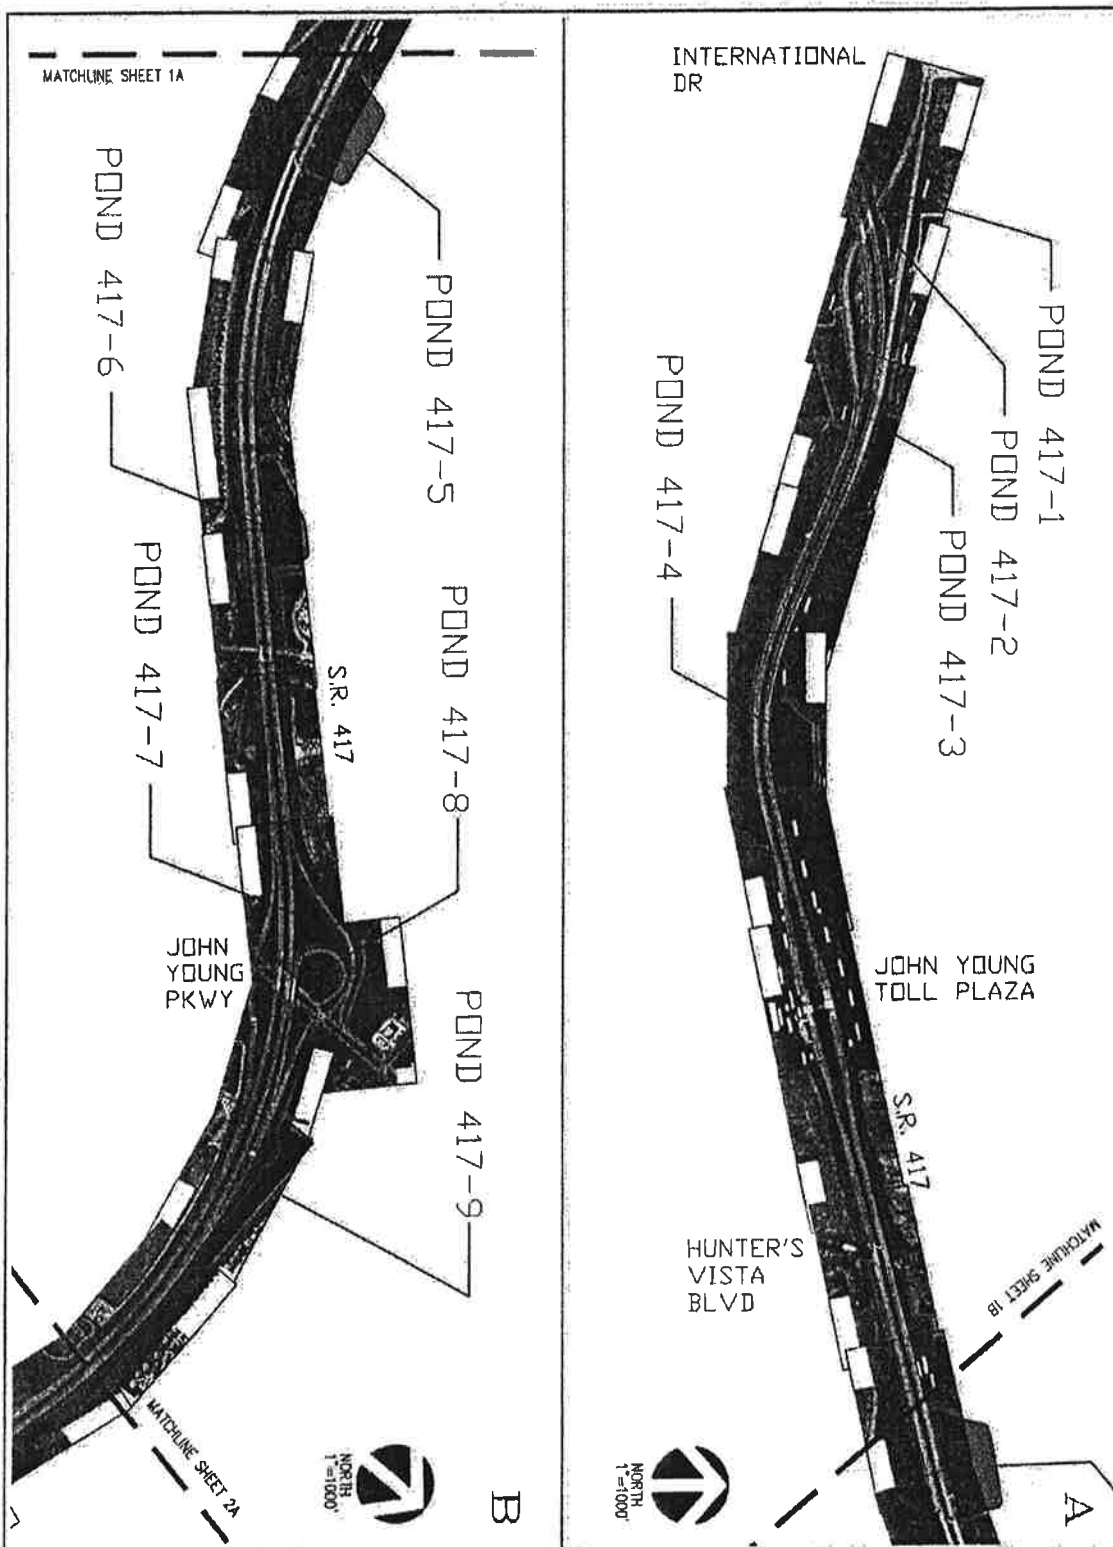 INTERNATIONAL
DR
POND 417-1
POND 417-2
POND 417-3
POND 417-4
JOHN YOUNG
TOLL PLAZA
S.R. 417
HUNTER'S
VISTA
BLVD
MATCHLINE SHEET 1B
NORTH
1"=1000'
A
MATCHLINE SHEET 1A
POND 417-5
POND 417-6
POND 417-7
POND 417-8
S.R. 417
JOHN
YOUNG
PKWY
POND 417-9
MATCHLINE SHEET 2A
NORTH
1"=1000'
B